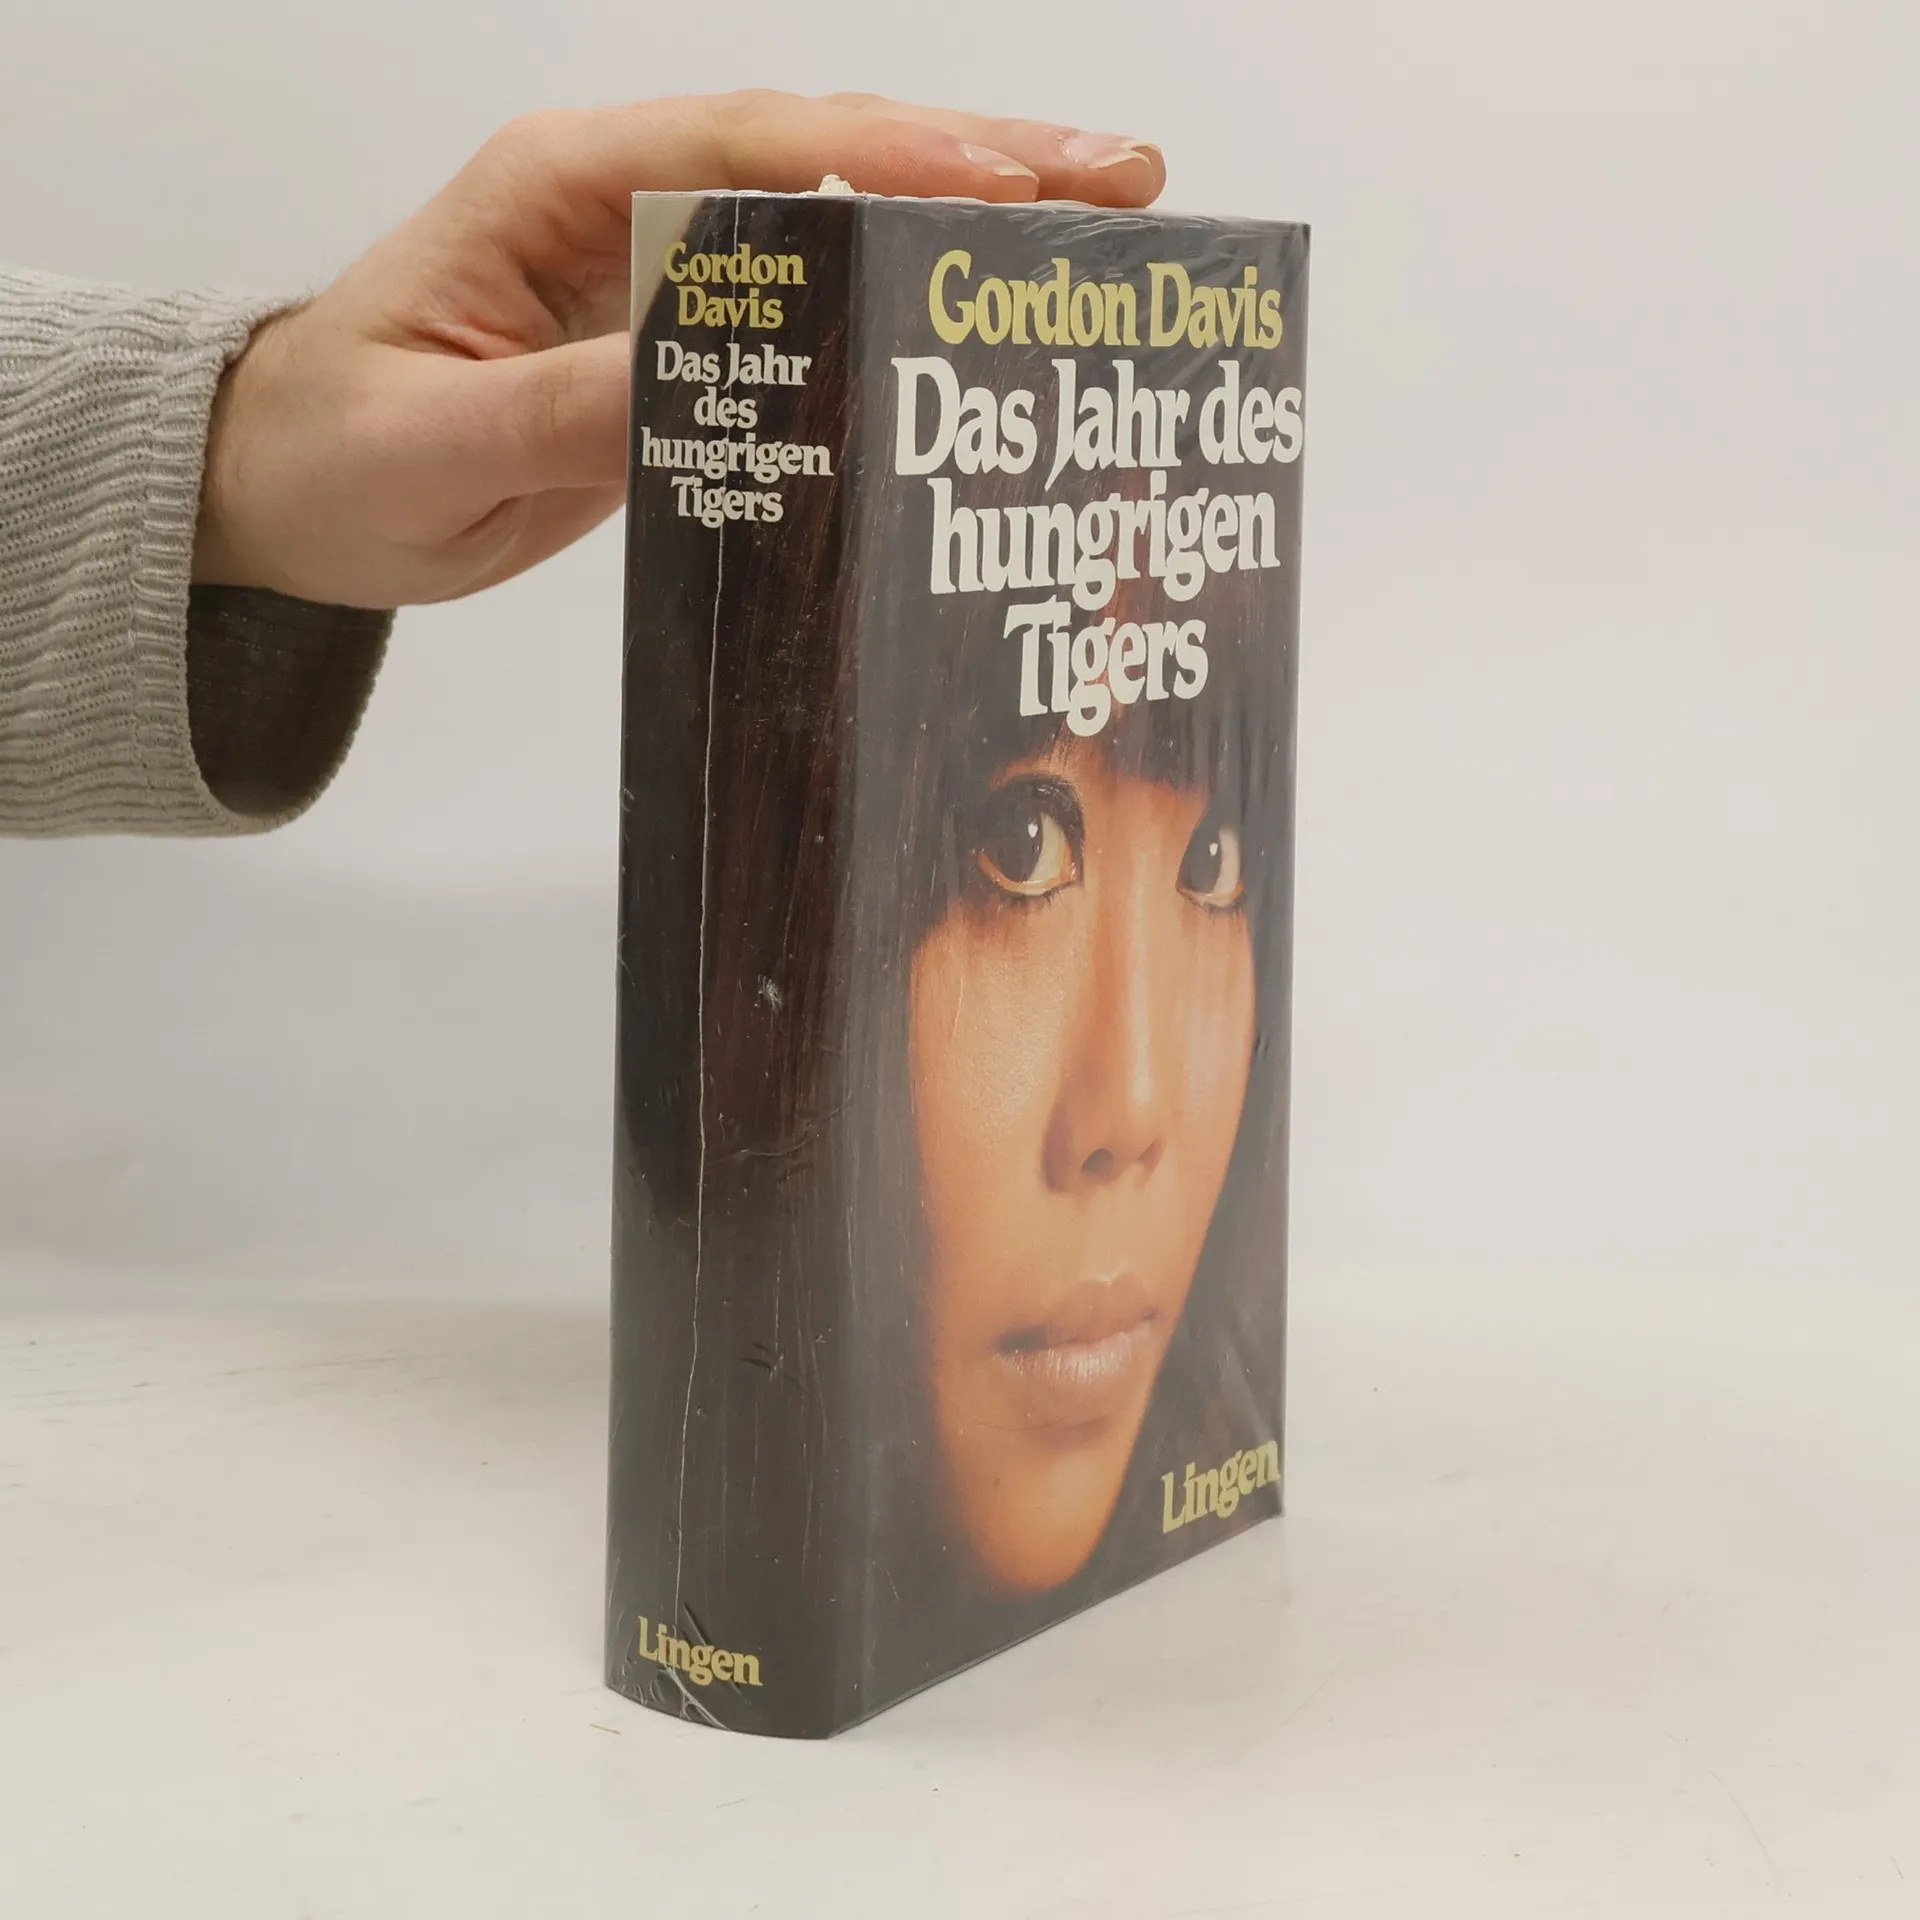 Gordon
Davis
Das Jahr
des
hungrigen
Tigers
Lingen
Gordon Davis
Das Jahr des
hungrigen
Tigers
Lingen